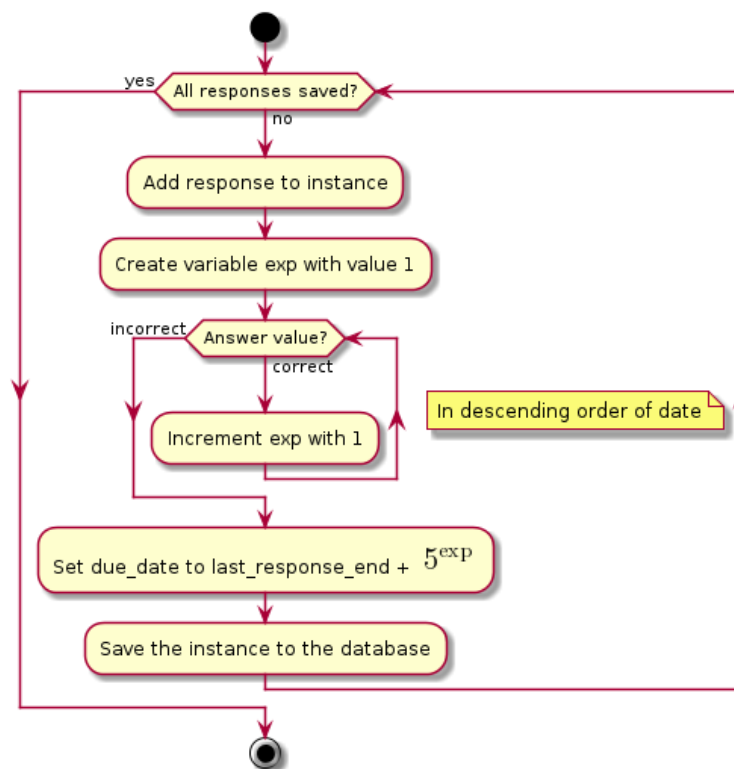 yes
All responses saved?
no
Add response to instance
Create variable exp with value 1
incorrect
Answer value?
correct
In descending order of date
Increment exp with 1
Set due_date to last_response_end + 5^exp
Save the instance to the database